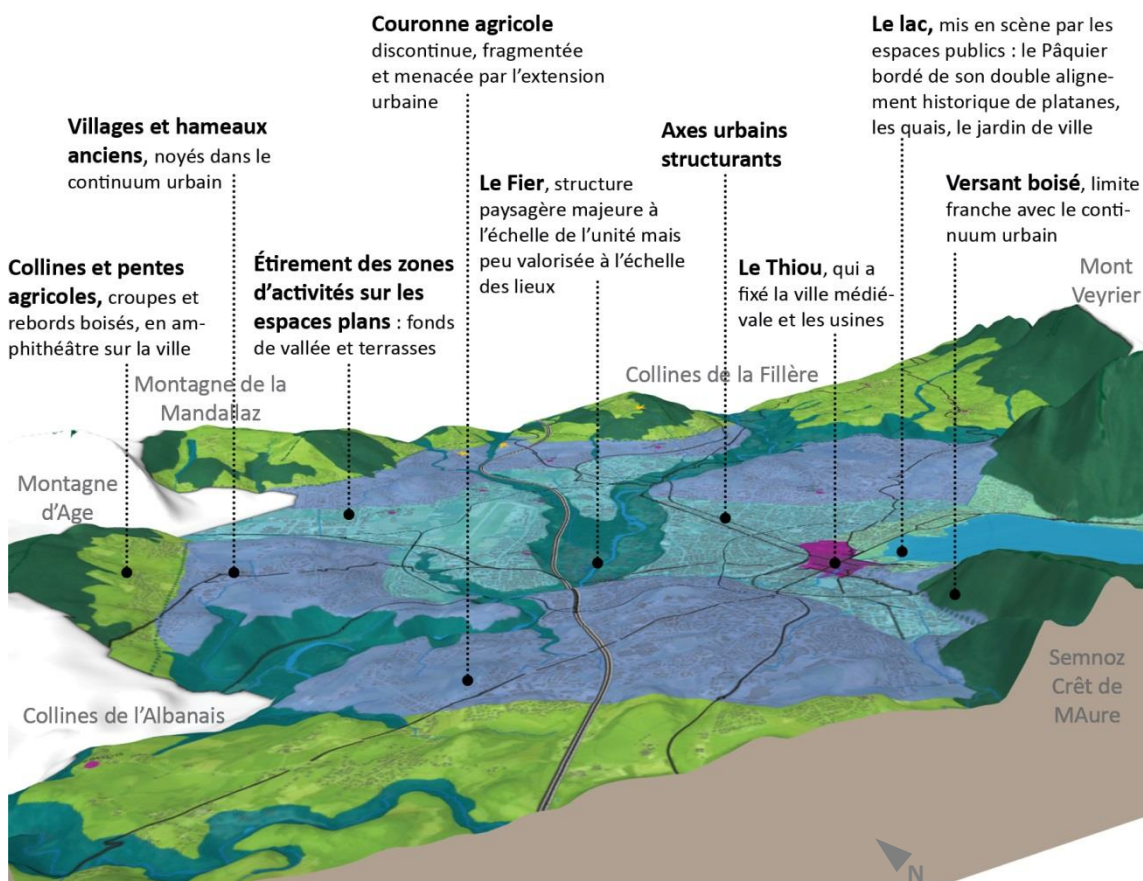 Couronne agricole
discontinue, fragmentée
et menacée par l'extension
urbaine
Le lac, mis en scène par les
espaces publics : le Pâquier
bordé de son double aligne-
ment historique de platanes,
les quais, le jardin de ville
Villages et hameaux
anciens, noyés dans le
continuum urbain
Axes urbains
structurants
Le Fier, structure
paysagère majeure à
l'échelle de l'unité mais
peu valorisée à l'échelle
des lieux
Versant boisé, limite
franche avec le conti-
nuum urbain
Collines et pentes
agricoles, croupes et
rebords boisés, en am-
phithéâtre sur la ville
Étirement des zones
d'activités sur les
espaces plans : fonds
de vallée et terrasses
Le Thiou, qui a
fixé la ville médié-
vale et les usines
Mont
Veyrier
Montagne de la
Mandallaz
Collines de la Fillère
Montagne
d'Age
Collines de l'Albanais
Semnoz
Crêt de
MAure
N